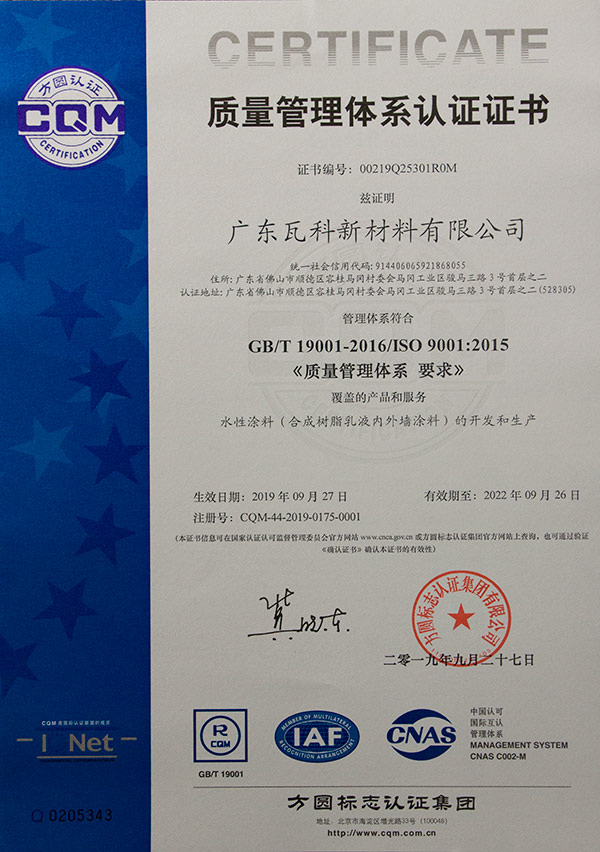 CERTIFICATE
方圆认证
CQM
CERTIFICATION
质量管理体系认证证书
证书编号：00219Q25301R0M
兹证明
广东瓦科新材料有限公司
统一社会信用代码：914406065921868055
住所：广东省佛山市顺德区容桂马冈村委会马冈工业区骏马三路3号首层之二
认证地址：广东省佛山市顺德区容桂马冈村委会马冈工业区骏马三路3号首层之二(528305)
管理体系符合
GB/T 19001-2016/ISO 9001:2015
《质量管理体系 要求》
覆盖的产品和服务
水性涂料（合成树脂乳液内外墙涂料）的开发和生产
生效日期：2019 年 09 月 27 日
有效期至：2022 年 09 月 26 日
注册号：CQM-44-2019-0175-0001
(本证书信息可在国家认证认可监督管理委员会官方网站 www.cnca.gov.cn 或方圆标志认证集团官方网站上查询，也可通过验证
《确认证书》确认本证书的有效性)
方圆标志认证集团有限公司
二零一九年九月二十七日
CQM 是国际认证联盟的成员
I Net
R
CQM
GB/T 19001
MEMBER OF MULTILATERAL
IAF
RECOGNITION ARRANGEMENT
CNAS
中国认可
国际互认
管理体系
MANAGEMENT SYSTEM
CNAS C002-M
Q 0205343
方圆标志认证集团
地址：北京市海淀区增光路33号（100048）
http://www.cqm.com.cn